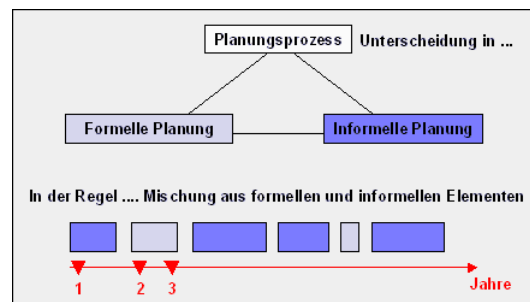 Planungsprozess Unterscheidung in ...
Formelle Planung Informelle Planung
In der Regel .... Mischung aus formellen und informellen Elementen
1 2 3 Jahre